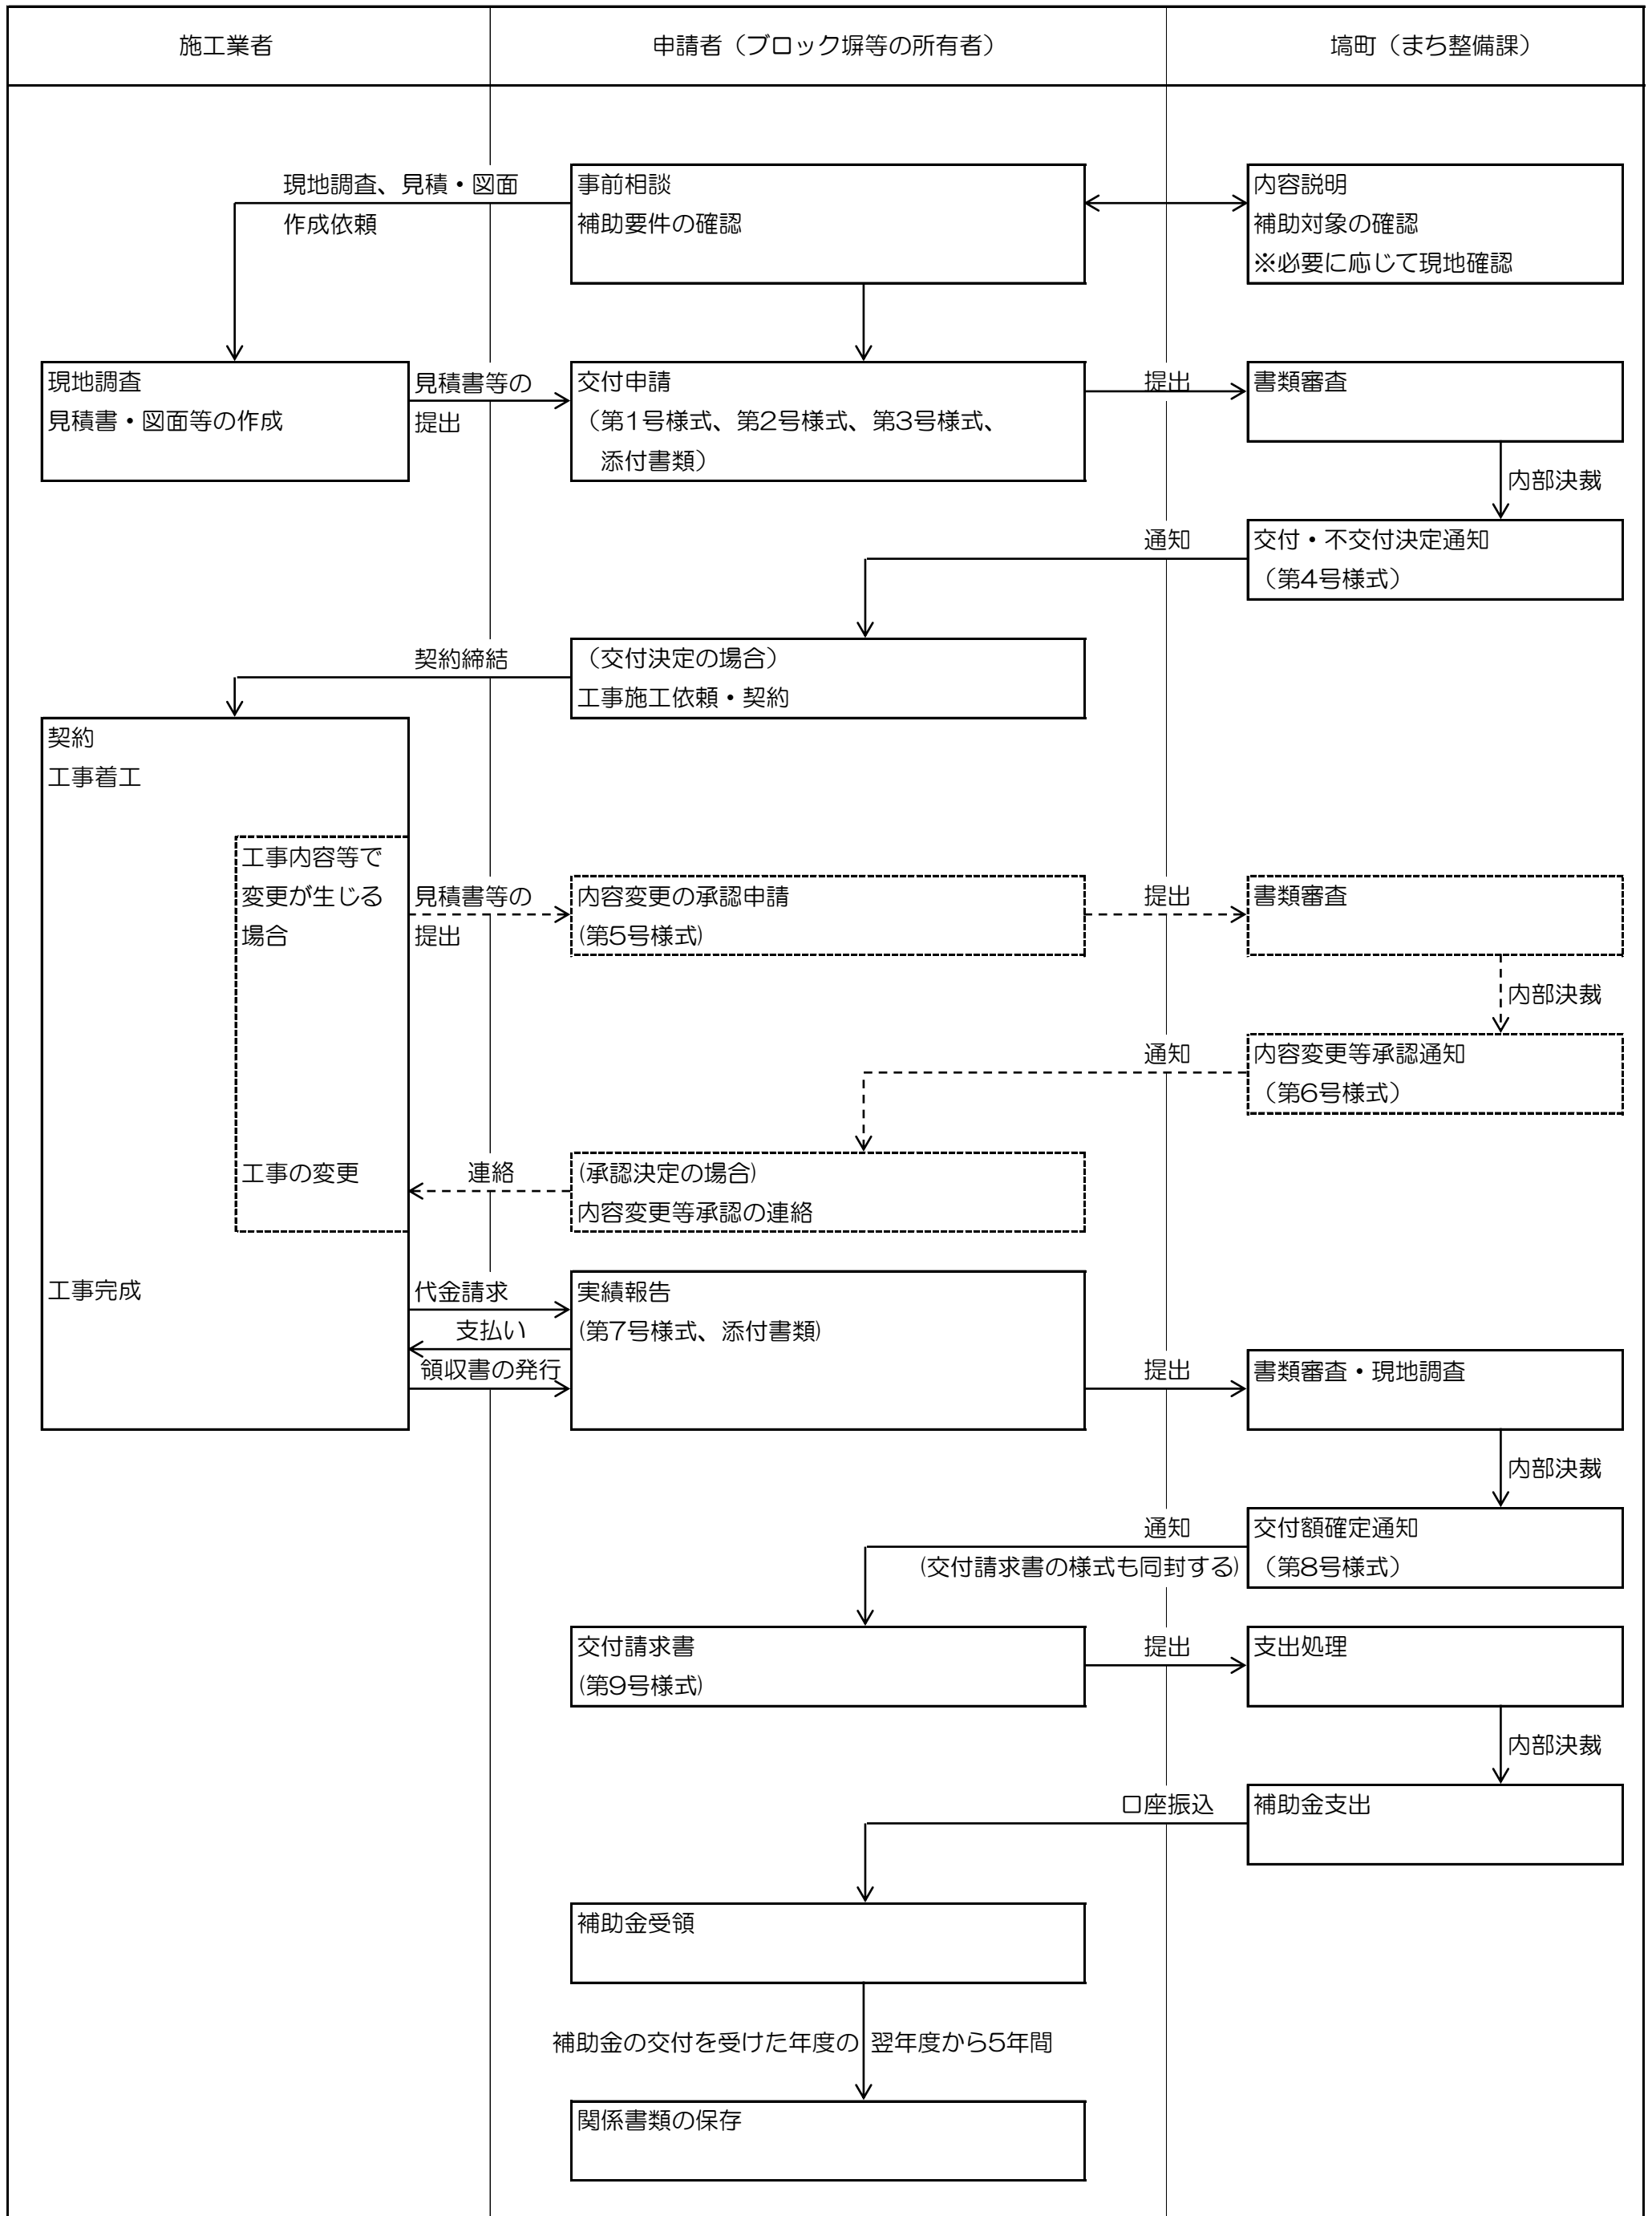 施工業者
申請者（ブロック塀等の所有者）
塙町（まち整備課）
現地調査、見積・図面
作成依頼
事前相談
補助要件の確認
内容説明
補助対象の確認
※必要に応じて現地確認
現地調査
見積書・図面等の作成
見積書等の
提出
交付申請
（第1号様式、第2号様式、第3号様式、
添付書類）
提出
書類審査
内部決裁
通知
交付・不交付決定通知
（第4号様式）
契約締結
（交付決定の場合）
工事施工依頼・契約
契約
工事着工
工事内容等で
変更が生じる
場合
見積書等の
提出
内容変更の承認申請
(第5号様式)
提出
書類審査
内部決裁
通知
内容変更等承認通知
（第6号様式）
工事の変更
連絡
(承認決定の場合)
内容変更等承認の連絡
工事完成
代金請求
支払い
領収書の発行
実績報告
(第7号様式、添付書類)
提出
書類審査・現地調査
内部決裁
通知
(交付請求書の様式も同封する)
交付額確定通知
（第8号様式）
交付請求書
(第9号様式)
提出
支出処理
内部決裁
口座振込
補助金支出
補助金受領
補助金の交付を受けた年度の 翌年度から5年間
関係書類の保存